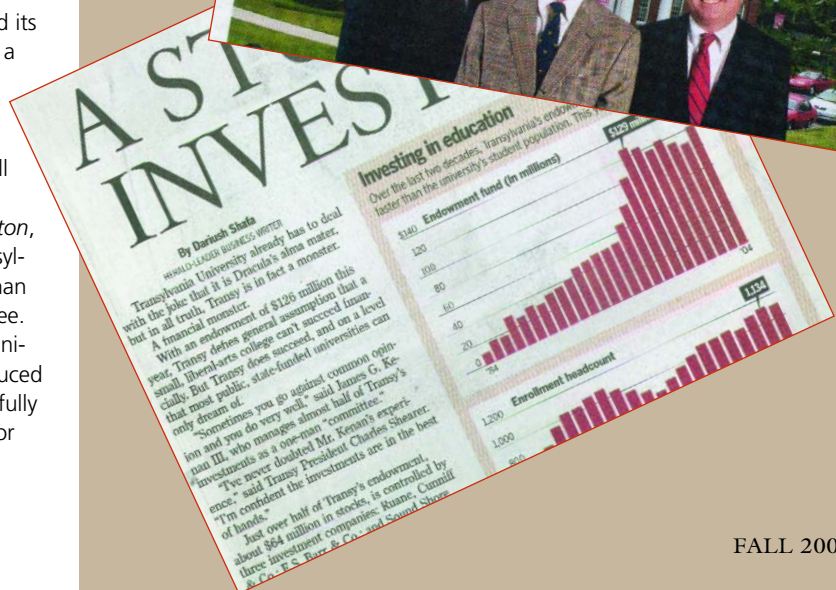 d its
a
ll
ton,
syl-
nan
ee.
ni-
uced
fully
or
A ST
INVEST
By Dariush Shafa
HERALD-LEADER BUSINESS WRITER
Transylvania University already has to deal
with the joke that it is Dracula's alma mater,
but in all truth, Transy is in fact a monster.
A financial monster.
With an endowment of $126 million this
year, Transy defies general assumption that a
small, liberal-arts college can't succeed finan-
cially. But Transy does succeed, and on a level
that most public, state-funded universities can
only dream of.
"Sometimes you go against common opin-
ion and you do very well," said James G. Ke-
nan III, who manages almost half of Transy's
investments as a one-man "committee."
"I've never doubted Mr. Kenan's experi-
ence," said Transy President Charles Shearer.
"I'm confident the investments are in the best
of hands."
Just over half of Transy's endowment,
about $64 million in stocks, is controlled by
three investment companies: Ruane, Cunniff
& Co.; E.S. Barr & Co.; and Sound Shore
Investing in education
Over the last two decades, Transylvania's endow
faster than the university's student population. This y
Endowment fund (in millions)
$129
$140
120
100
80
60
40
20
0
'84
'04
Enrollment headcount
1,134
1,200
1,000
800
FALL 200